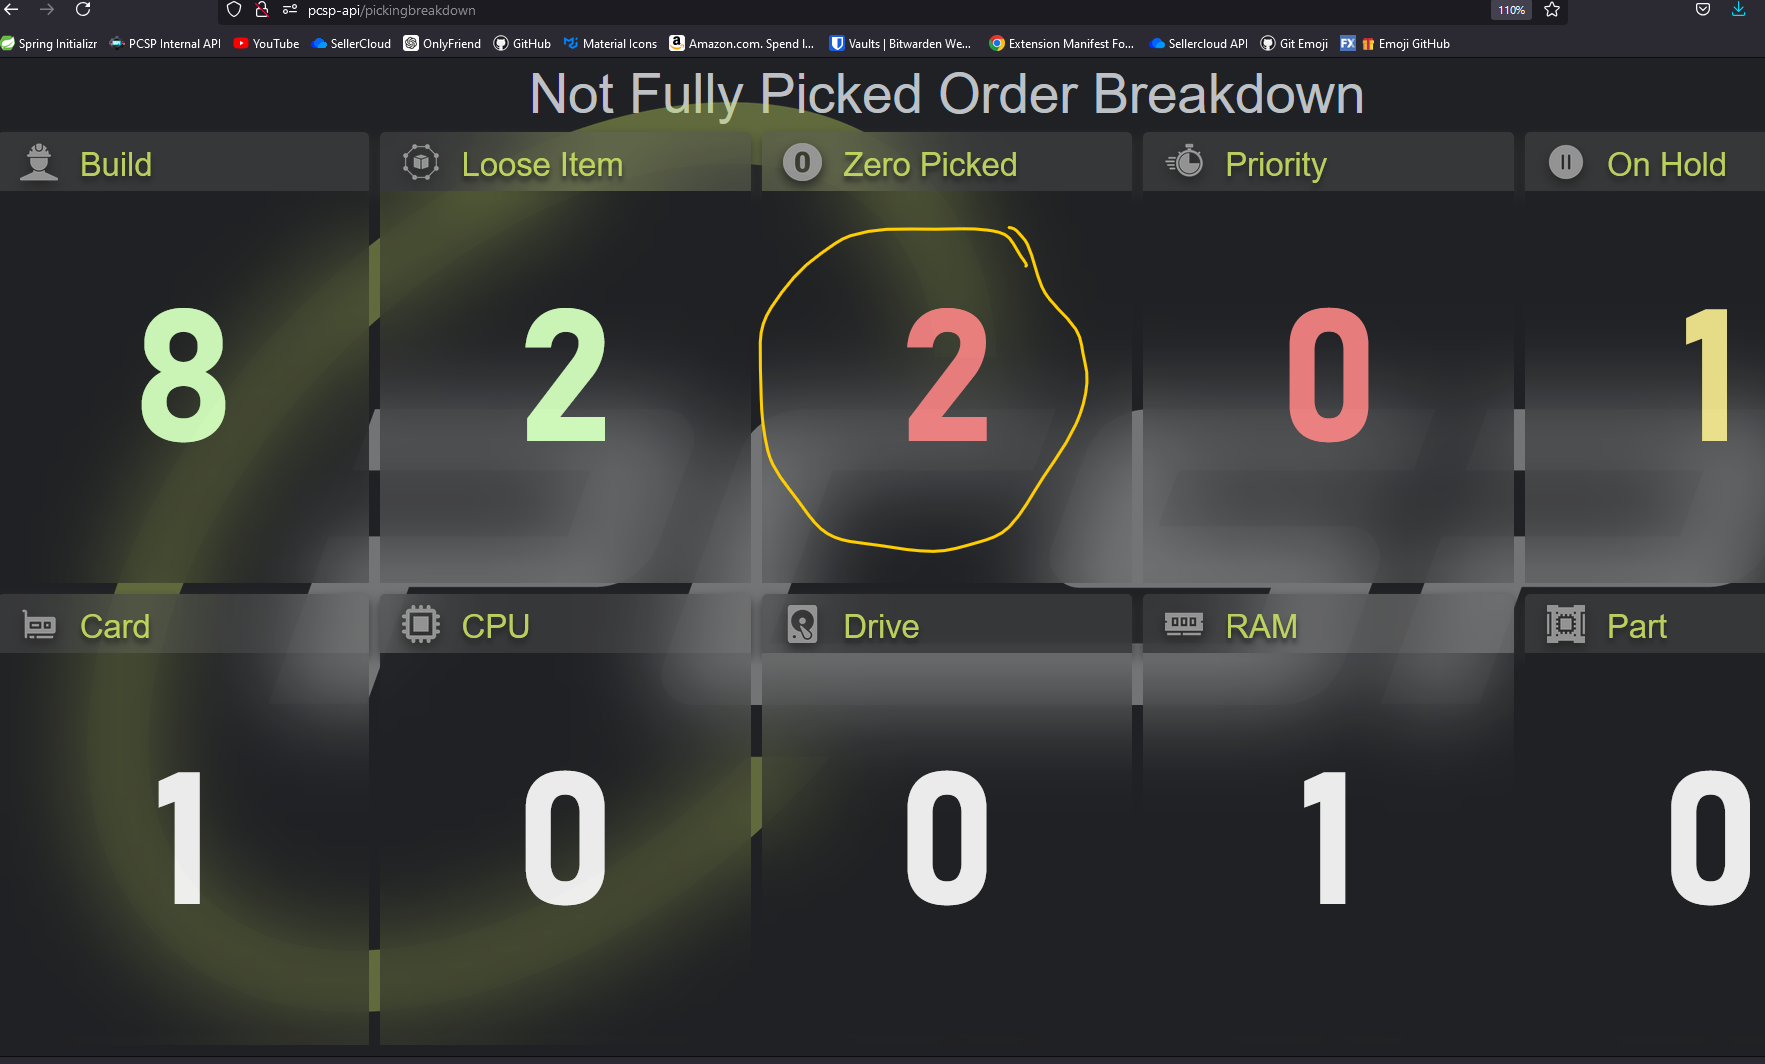 pcsp-api/pickingbreakdown 110%
Spring Initializr PCSP Internal API YouTube SellerCloud OnlyFriend GitHub Material Icons Amazon.com. Spend l... Vaults | Bitwarden We... Extension Manifest Fo... Sellercloud API Git Emoji FX Emoji GitHub
Not Fully Picked Order Breakdown
Build Loose Item 0 Zero Picked Priority On Hold
8 2 2 0 1
Card CPU Drive RAM Part
1 0 0 1 0
PCSP